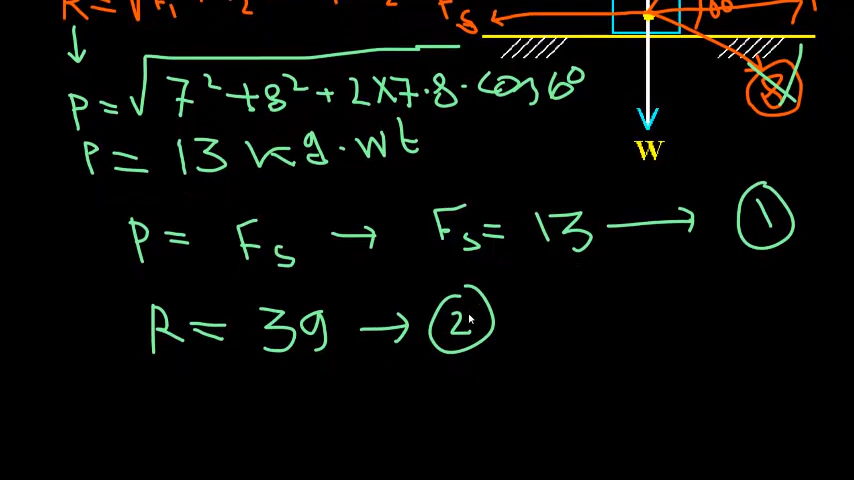 P = √7² + 8² + 2×7·8·cos60
P = 13 kg·wt
W
P = Fs → Fs = 13 → ①
R = 39 → ②